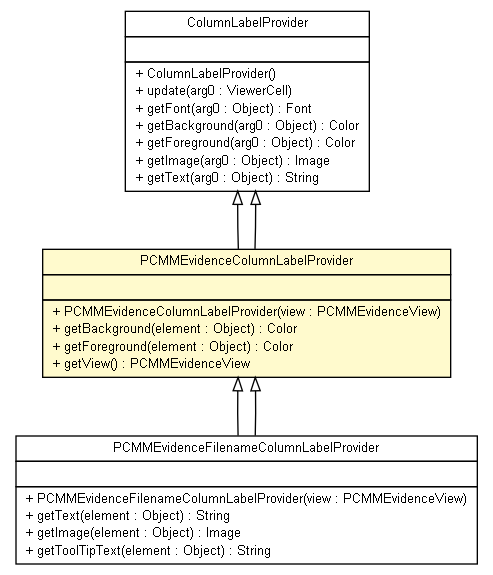 ColumnLabelProvider
+ ColumnLabelProvider()
+ update(arg0 : ViewerCell)
+ getFont(arg0 : Object) : Font
+ getBackground(arg0 : Object) : Color
+ getForeground(arg0 : Object) : Color
+ getImage(arg0 : Object) : Image
+ getText(arg0 : Object) : String
PCMMEvidenceColumnLabelProvider
+ PCMMEvidenceColumnLabelProvider(view : PCMMEvidenceView)
+ getBackground(element : Object) : Color
+ getForeground(element : Object) : Color
+ getView() : PCMMEvidenceView
PCMMEvidenceFilenameColumnLabelProvider
+ PCMMEvidenceFilenameColumnLabelProvider(view : PCMMEvidenceView)
+ getText(element : Object) : String
+ getImage(element : Object) : Image
+ getToolTipText(element : Object) : String